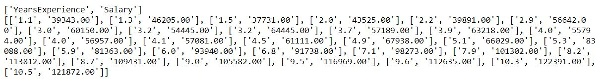 ['YearsExperience', 'Salary']
[['1.1', '39343.00'], ['1.3', '46205.00'], ['1.5', '37731.00'], ['2.0', '43525.00'], ['2.2', '39891.00'], ['2.9', '56642.0
0'], ['3.0', '60150.00'], ['3.2', '54445.00'], ['3.2', '64445.00'], ['3.7', '57189.00'], ['3.9', '63218.00'], ['4.0', '5579
4.00'], ['4.0', '56957.00'], ['4.1', '57081.00'], ['4.5', '61111.00'], ['4.9', '67938.00'], ['5.1', '66029.00'], ['5.3', '83
088.00'], ['5.9', '81363.00'], ['6.0', '93940.00'], ['6.8', '91738.00'], ['7.1', '98273.00'], ['7.9', '101302.00'], ['8.2',
'113812.00'], ['8.7', '109431.00'], ['9.0', '105582.00'], ['9.5', '116969.00'], ['9.6', '112635.00'], ['10.3', '122391.00'],
['10.5', '121872.00']]